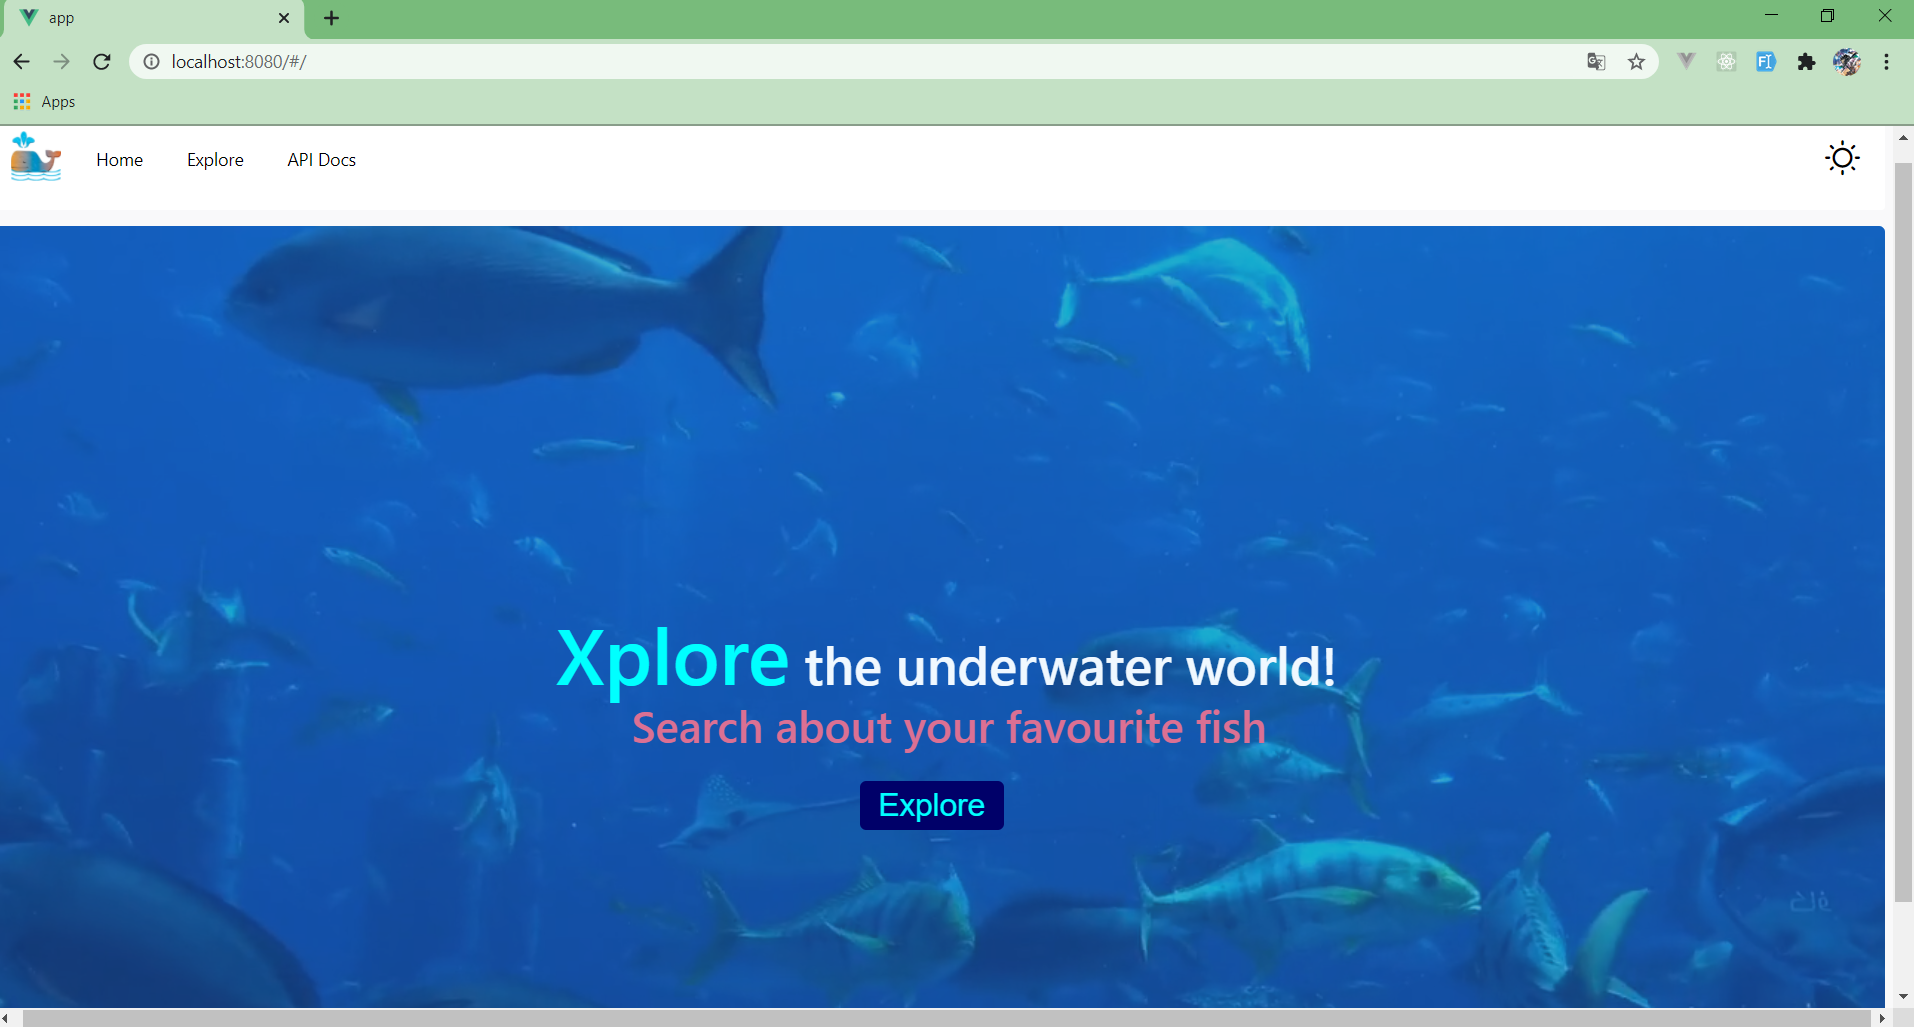 app
localhost:8080/#/
Apps
Home
Explore
API Docs
Xplore the underwater world!
Search about your favourite fish
Explore